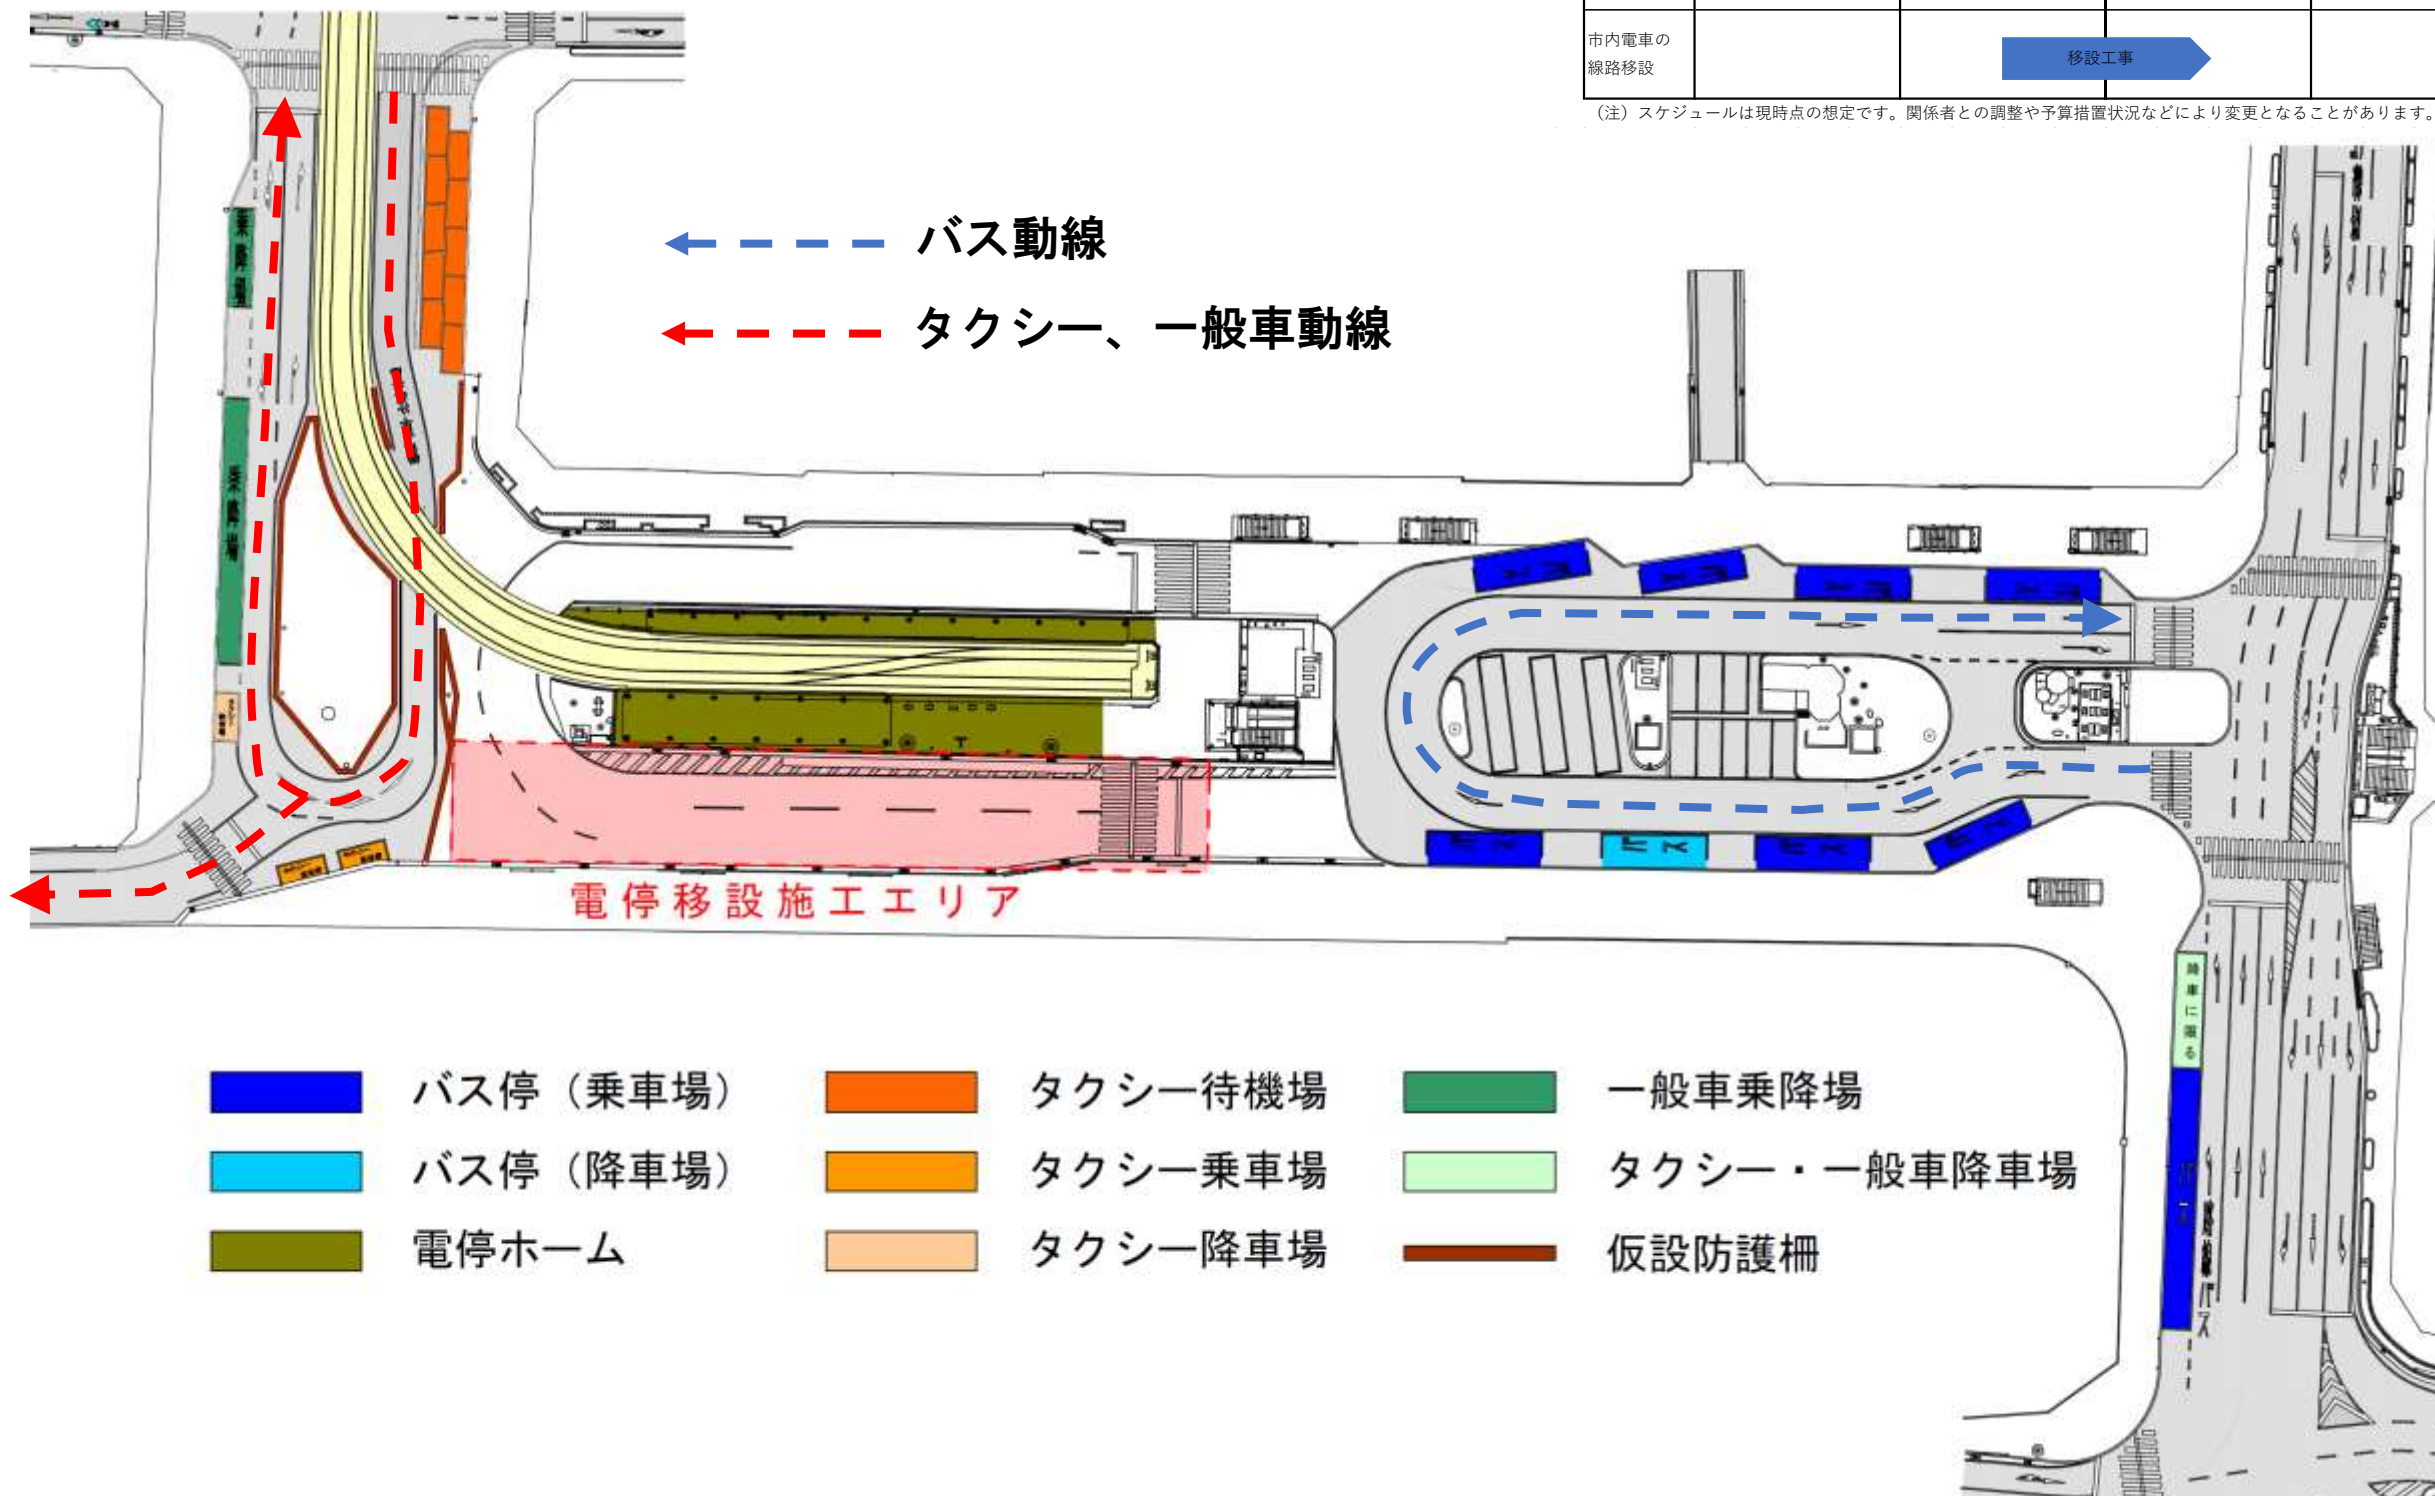 市内電車の
線路移設
移設工事
（注）スケジュールは現時点の想定です。関係者との調整や予算措置状況などにより変更となることがあります。
バス動線
タクシー、一般車動線
バス
電停移設施工エリア
降車に限る
バス停（乗車場）
タクシー待機場
一般車乗降場
バス停（降車場）
タクシー乗車場
タクシー・一般車降車場
電停ホーム
タクシー降車場
仮設防護柵